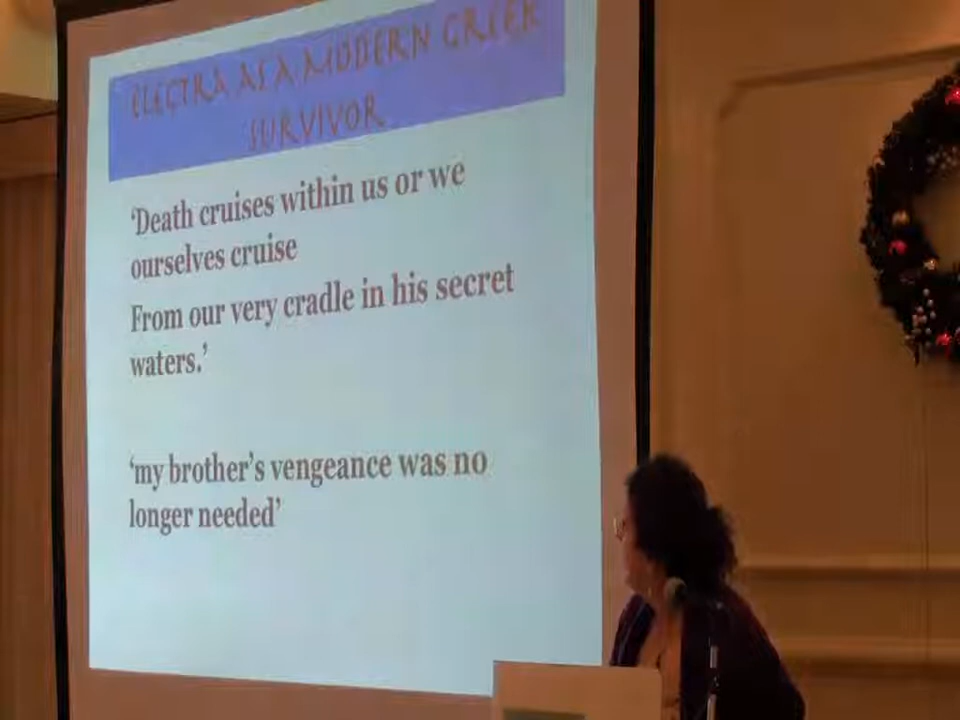 ELECTRA AS A MODERN GREEK
SURVIVOR
‘Death cruises within us or we
ourselves cruise
From our very cradle in his secret
waters.’
‘my brother’s vengeance was no
longer needed’